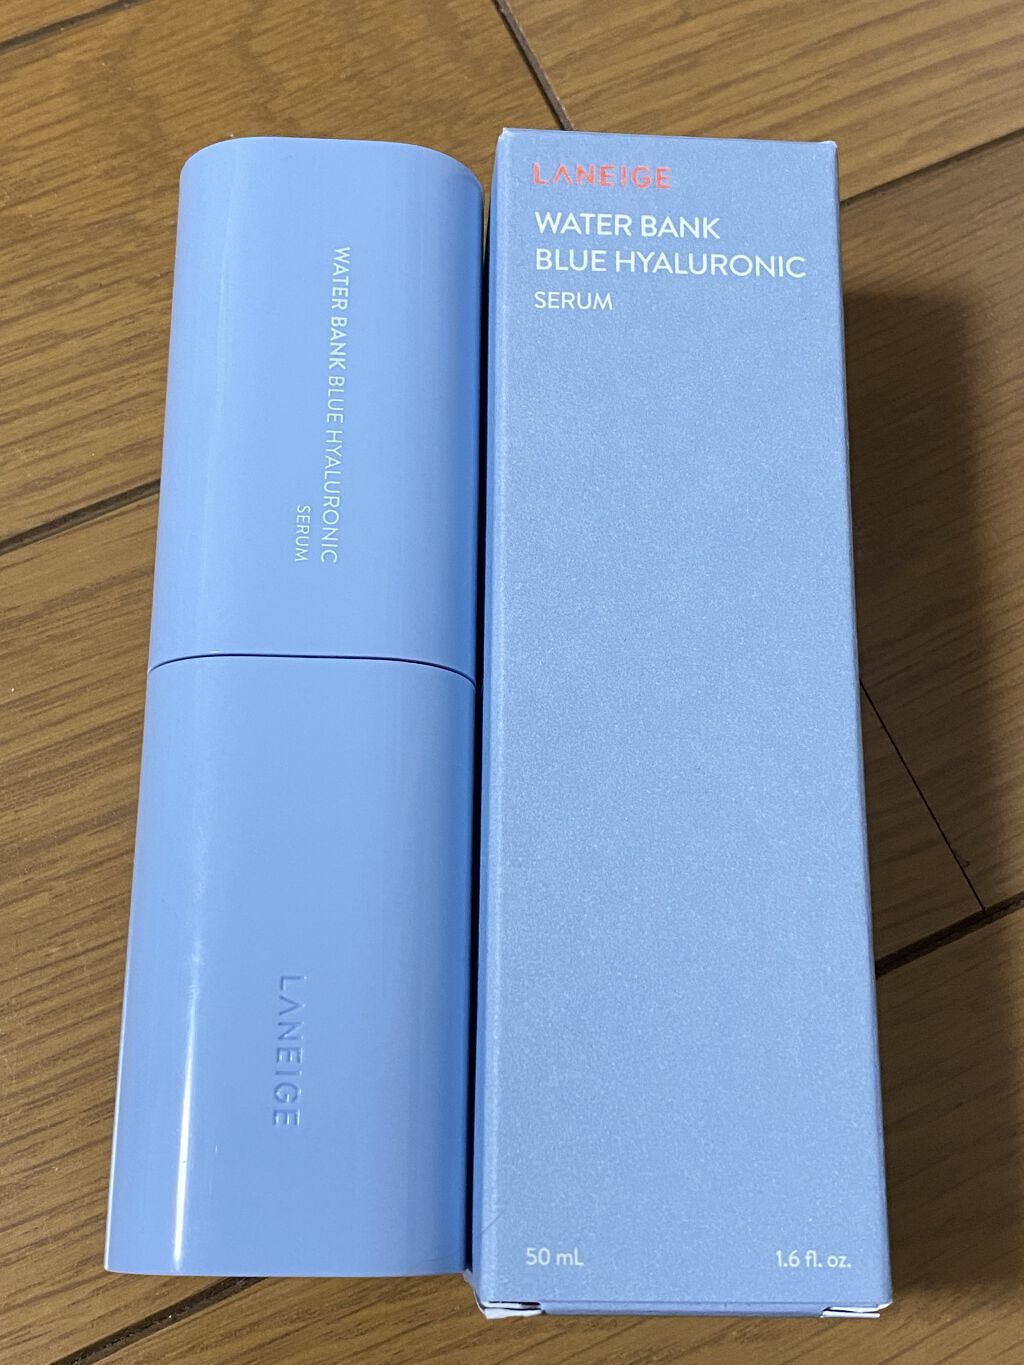 WATER BANK BLUE HYALURONIC
SERUM
LANEIGE
LANEIGE
WATER BANK
BLUE HYALURONIC
SERUM
50 mL
1.6 fl. oz.